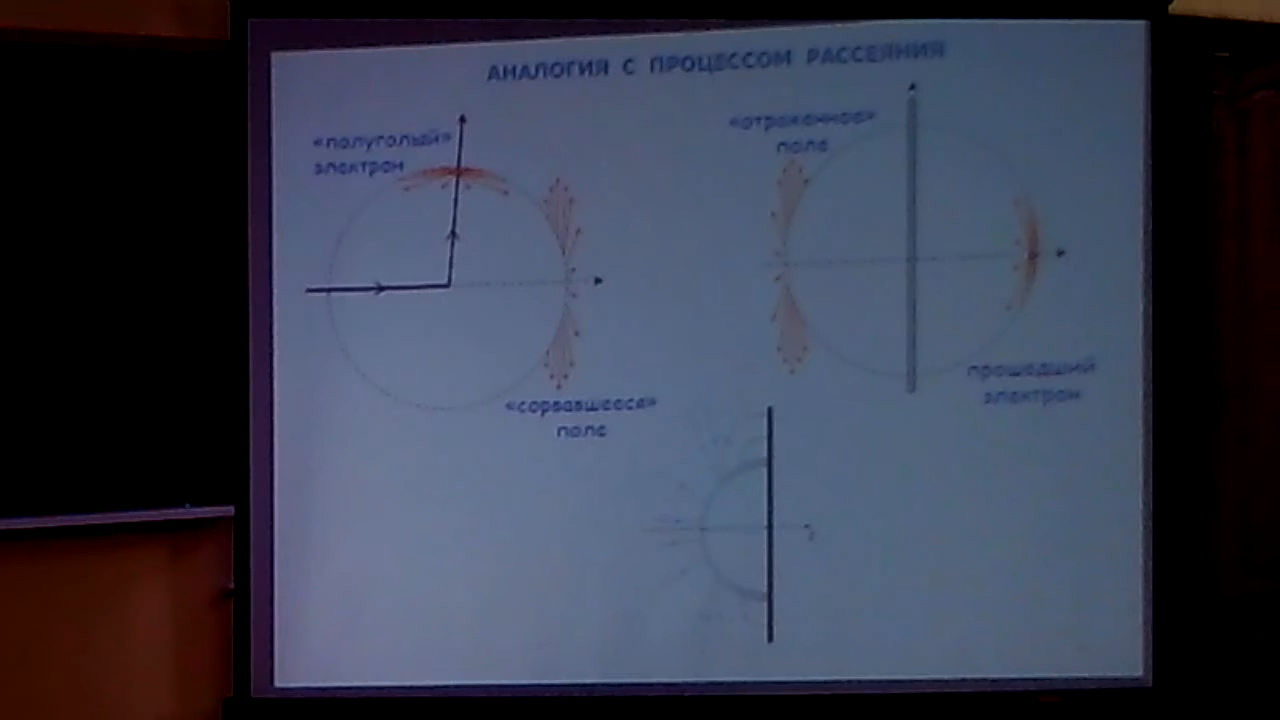 АНАЛОГИЯ С ПРОЦЕССОМ РАССЕЯНИЯ
«полуголый»
электрон
«отраженное»
поле
«сорвавшееся»
поле
прошедший
электрон